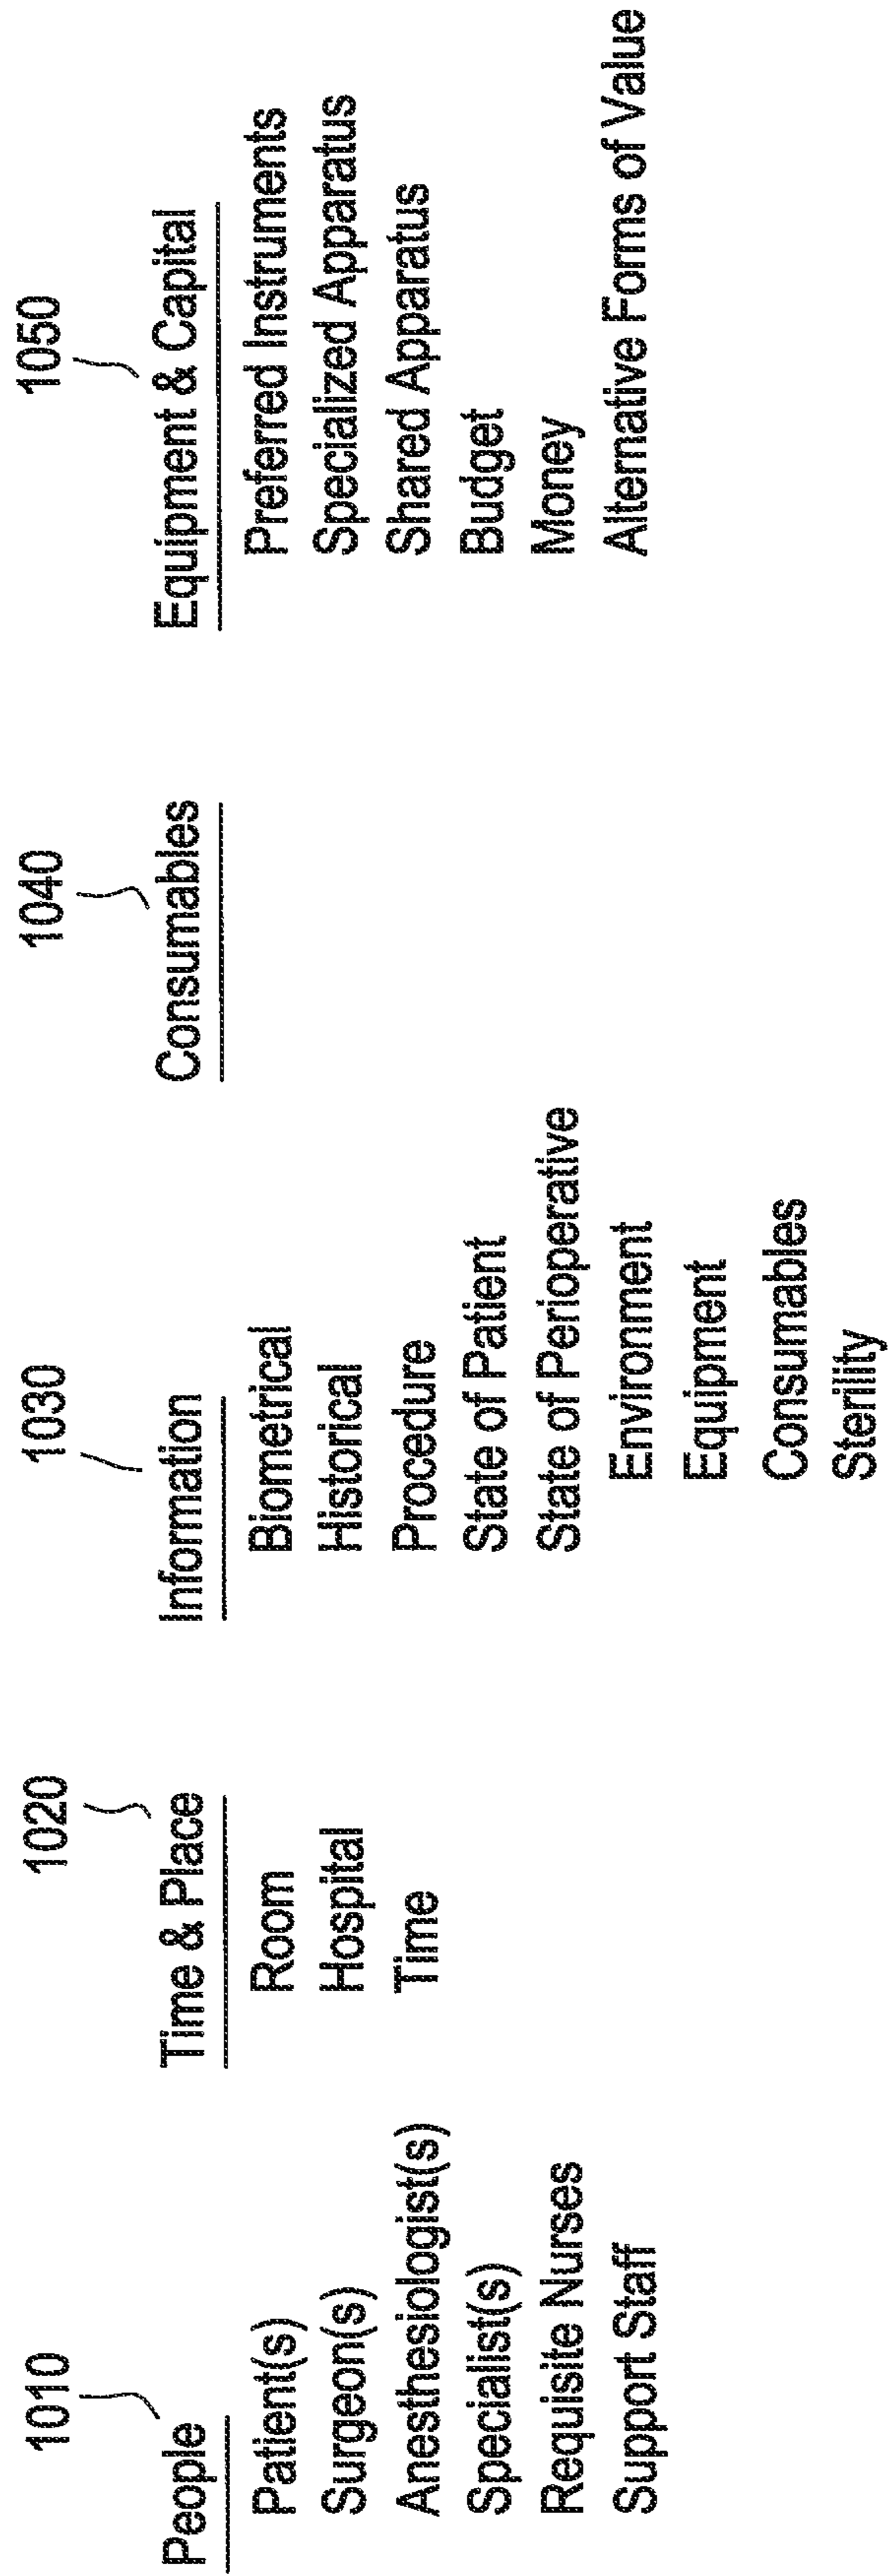 1010
People
Patient(s)
Surgeon(s)
Anesthesiologist(s)
Specialist(s)
Requisite Nurses
Support Staff
1020
Time & Place
Room
Hospital
Time
1030
Information
Biometrical
Historical
Procedure
State of Patient
State of Perioperative
Environment
Equipment
Consumables
Sterility
1040
Consumables
1050
Equipment & Capital
Preferred Instruments
Specialized Apparatus
Shared Apparatus
Budget
Money
Alternative Forms of Value